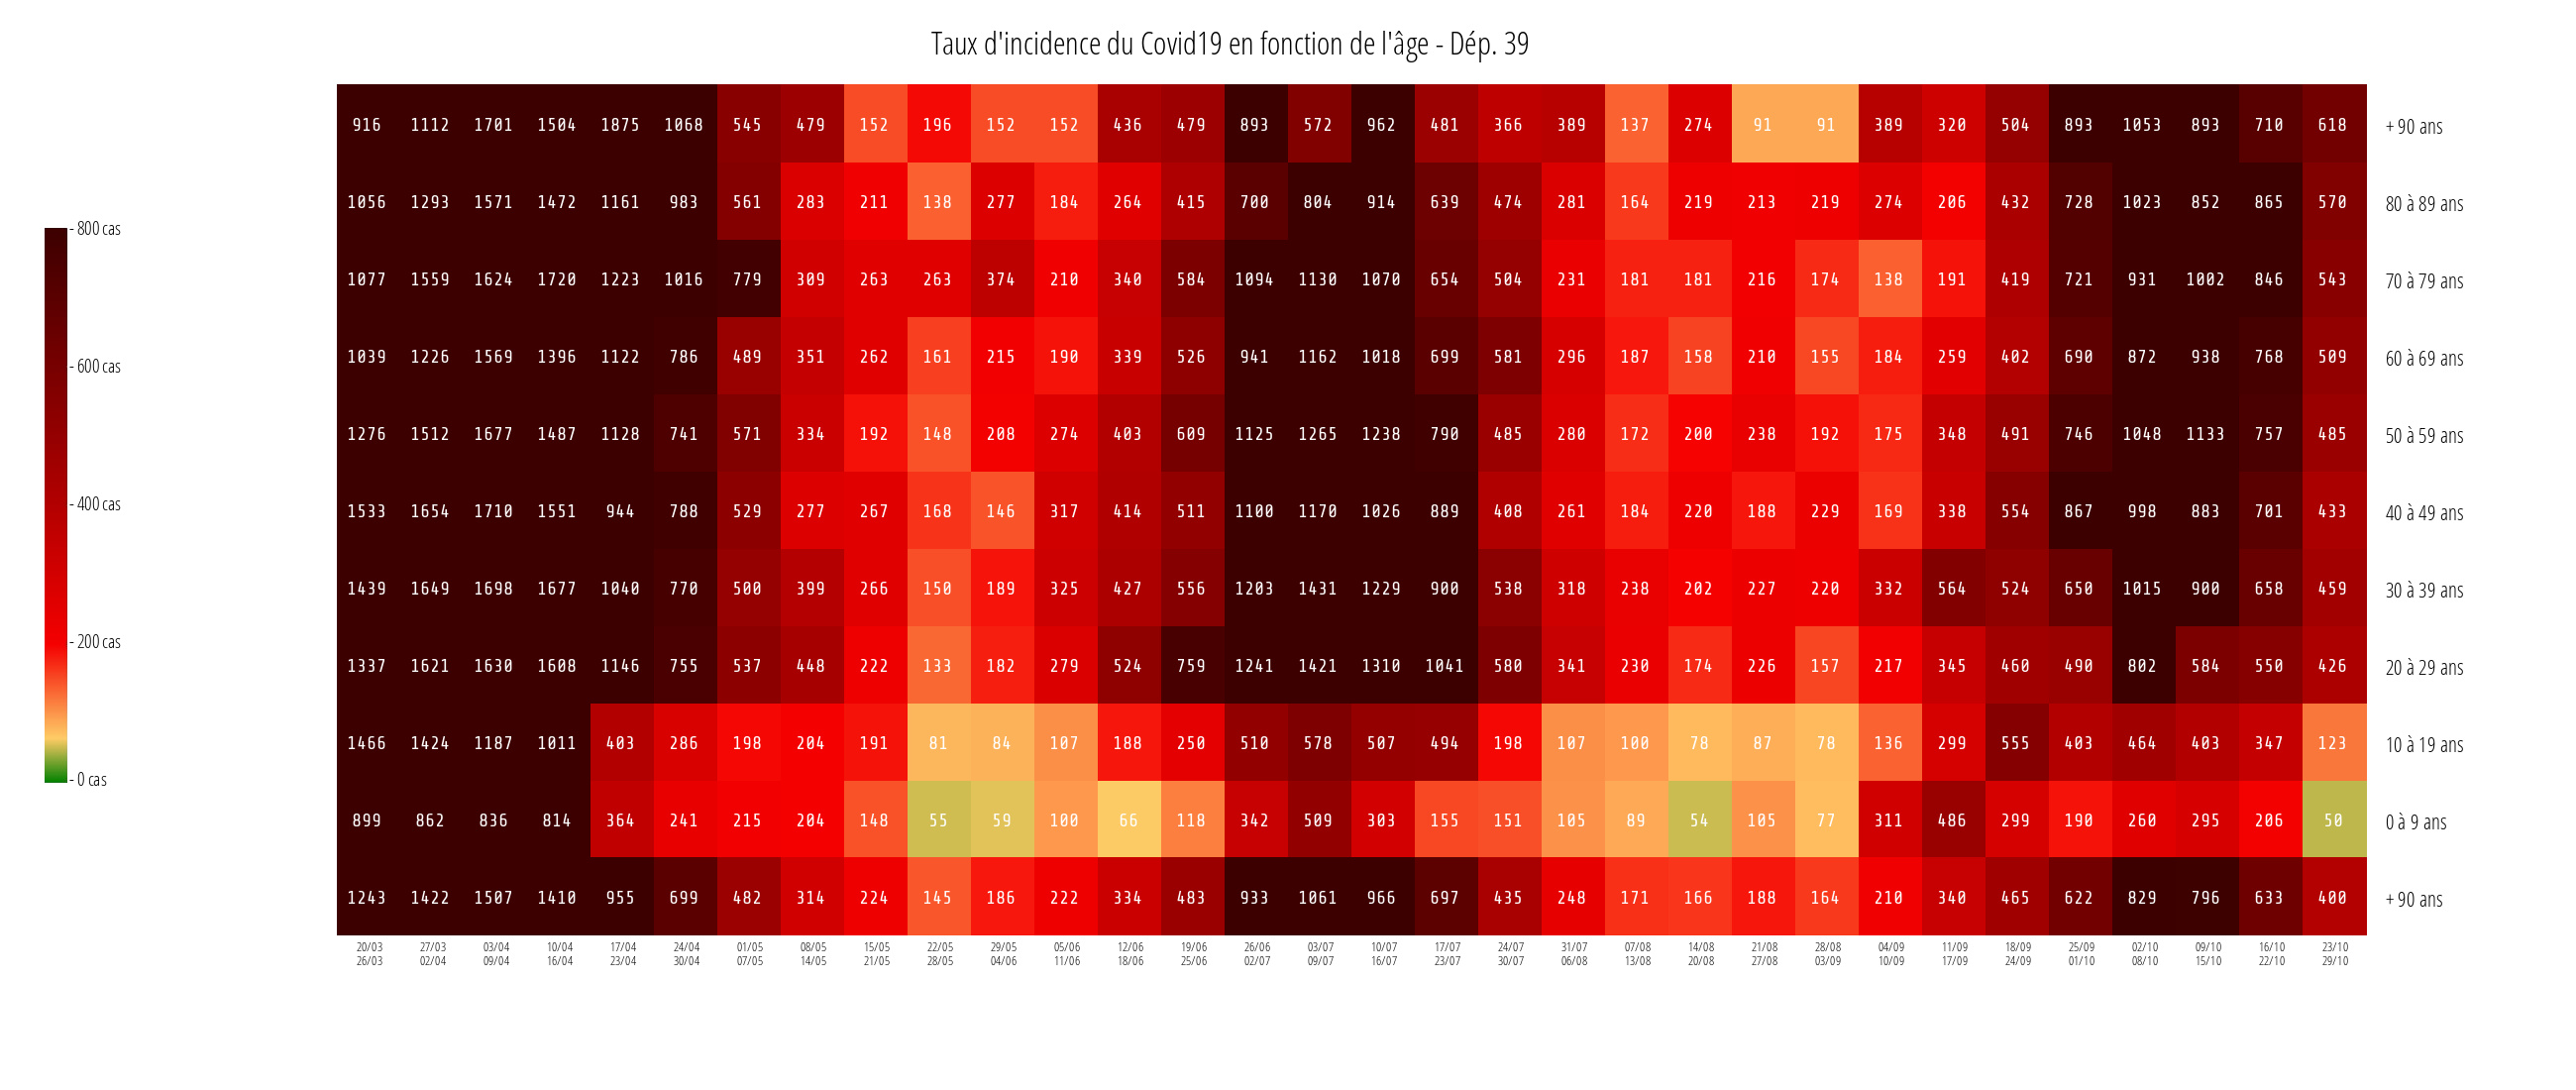 Taux d'incidence du Covid19 en fonction de l'âge - Dép. 39
916 1112 1701 1504 1875 1068 545 479 152 196 152 152 436 479 893 572 962 481 366 389 137 274 91 91 389 320 504 893 1053 893 710 618 + 90 ans
1056 1293 1571 1472 1161 983 561 283 211 138 277 184 264 415 700 804 914 639 474 281 164 219 213 219 274 206 432 728 1023 852 865 570 80 à 89 ans
- 800 cas
1077 1559 1624 1720 1223 1016 779 309 263 263 374 210 340 584 1094 1130 1070 654 504 231 181 181 216 174 138 191 419 721 931 1002 846 543 70 à 79 ans
1039 1226 1569 1396 1122 786 489 351 262 161 215 190 339 526 941 1162 1018 699 581 296 187 158 210 155 184 259 402 690 872 938 768 509 60 à 69 ans
- 600 cas
1276 1512 1677 1487 1128 741 571 334 192 148 208 274 403 609 1125 1265 1238 790 485 280 172 200 238 192 175 348 491 746 1048 1133 757 485 50 à 59 ans
- 400 cas
1533 1654 1710 1551 944 788 529 277 267 168 146 317 414 511 1100 1170 1026 889 408 261 184 220 188 229 169 338 554 867 998 883 701 433 40 à 49 ans
1439 1649 1698 1677 1040 770 500 399 266 150 189 325 427 556 1203 1431 1229 900 538 318 238 202 227 220 332 564 524 650 1015 900 658 459 30 à 39 ans
- 200 cas
1337 1621 1630 1608 1146 755 537 448 222 133 182 279 524 759 1241 1421 1310 1041 580 341 230 174 226 157 217 345 460 490 802 584 550 426 20 à 29 ans
1466 1424 1187 1011 403 286 198 204 191 81 84 107 188 250 510 578 507 494 198 107 100 78 87 78 136 299 555 403 464 403 347 123 10 à 19 ans
- 0 cas
899 862 836 814 364 241 215 204 148 55 59 100 66 118 342 509 303 155 151 105 89 54 105 77 311 486 299 190 260 295 206 50 0 à 9 ans
1243 1422 1507 1410 955 699 482 314 224 145 186 222 334 483 933 1061 966 697 435 248 171 166 188 164 210 340 465 622 829 796 633 400 + 90 ans
20/03 27/03 03/04 10/04 17/04 24/04 01/05 08/05 15/05 22/05 29/05 05/06 12/06 19/06 26/06 03/07 10/07 17/07 24/07 31/07 07/08 14/08 21/08 28/08 04/09 11/09 18/09 25/09 02/10 09/10 16/10 23/10
26/03 02/04 09/04 16/04 23/04 30/04 07/05 14/05 21/05 28/05 04/06 11/06 18/06 25/06 02/07 09/07 16/07 23/07 30/07 06/08 13/08 20/08 27/08 03/09 10/09 17/09 24/09 01/10 08/10 15/10 22/10 29/10